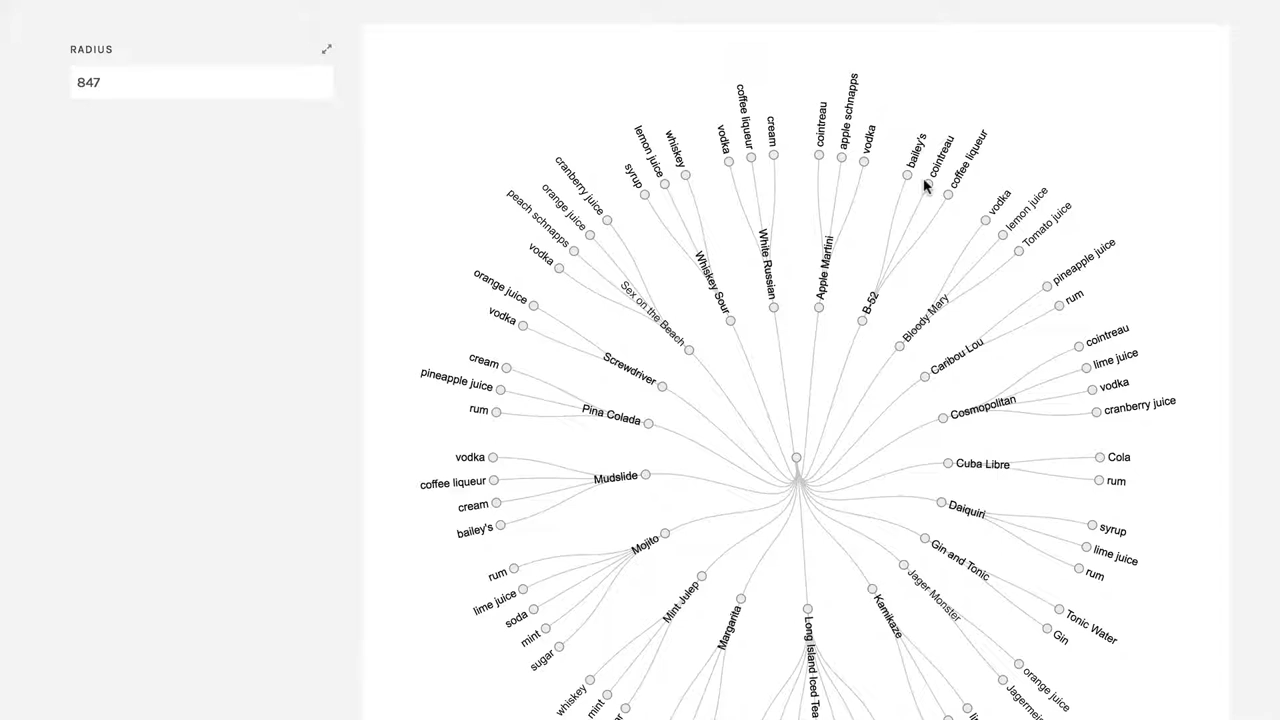 RADIUS
847
cointreau
apple schnapps
vodka
Apple Martini
bailey's
cointreau
coffee liqueur
B-52
vodka
lemon juice
Tomato juice
Bloody Mary
pineapple juice
rum
Caribou Lou
cointreau
lime juice
vodka
cranberry juice
Cosmopolitan
Cola
rum
Cuba Libre
syrup
lime juice
rum
Daiquiri
Tonic Water
Gin
Gin and Tonic
orange juice
Jager Monster
Kamikaze
Long Island Iced Tea
Margarita
mint
whiskey
Mint Julep
sugar
mint
soda
lime juice
rum
Mojito
bailey's
cream
coffee liqueur
vodka
Mudslide
rum
pineapple juice
cream
Pina Colada
vodka
orange juice
Screwdriver
vodka
peach schnapps
orange juice
cranberry juice
Sex on the Beach
syrup
lemon juice
whiskey
Whiskey Sour
vodka
coffee liqueur
cream
White Russian